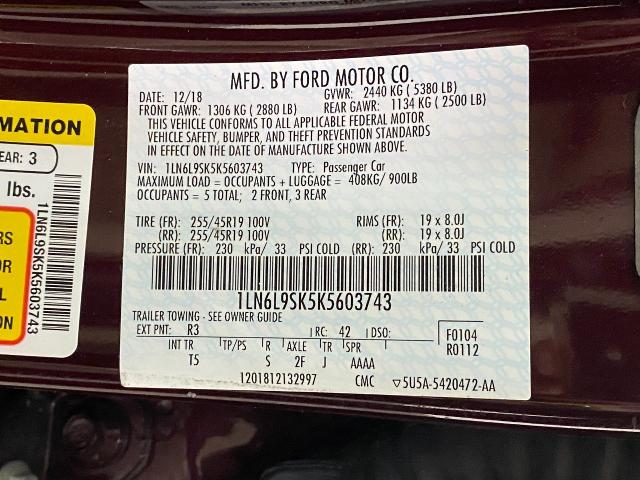 MFD. BY FORD MOTOR CO.
DATE: 12/18 GVWR: 2440 KG ( 5380 LB)
FRONT GAWR: 1306 KG ( 2880 LB) REAR GAWR: 1134 KG ( 2500 LB)
THIS VEHICLE CONFORMS TO ALL APPLICABLE FEDERAL MOTOR
VEHICLE SAFETY, BUMPER, AND THEFT PREVENTION STANDARDS
IN EFFECT ON THE DATE OF MANUFACTURE SHOWN ABOVE.
VIN: 1LN6L9SK5K5603743 TYPE: Passenger Car
MAXIMUM LOAD = OCCUPANTS + LUGGAGE = 408KG/ 900LB
OCCUPANTS = 5 TOTAL; 2 FRONT, 3 REAR
TIRE (FR): 255/45R19 100V RIMS (FR): 19 x 8.0J
(RR): 255/45R19 100V (RR): 19 x 8.0J
PRESSURE (FR): 230 kPa/ 33 PSI COLD (RR): 230 kPa/ 33 PSI COLD
1LN6L9SK5K5603743
TRAILER TOWING - SEE OWNER GUIDE
EXT PNT: R3 RC: 42 DSO: F0104
INT TR TP/PS R AXLE TR SPR R0112
T5 S 2F J AAAA
1201812132997 CMC ▽5U5A-5420472-AA
RMATION
EAR: 3
lbs.
RS
OR
L
ON
1LN6L9SK5K5603743